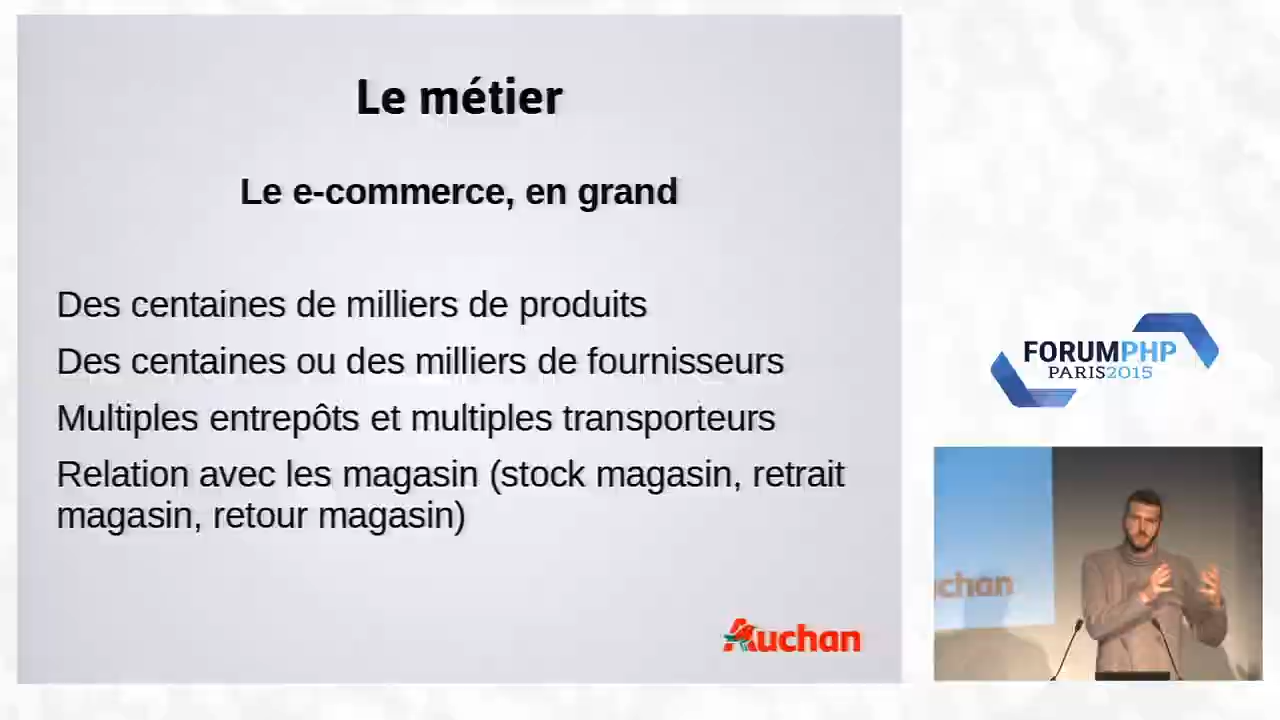 Le métier
Le e-commerce, en grand
Des centaines de milliers de produits
Des centaines ou des milliers de fournisseurs
Multiples entrepôts et multiples transporteurs
Relation avec les magasin (stock magasin, retrait
magasin, retour magasin)
Auchan
FORUMPHP
PARIS2015
uchan